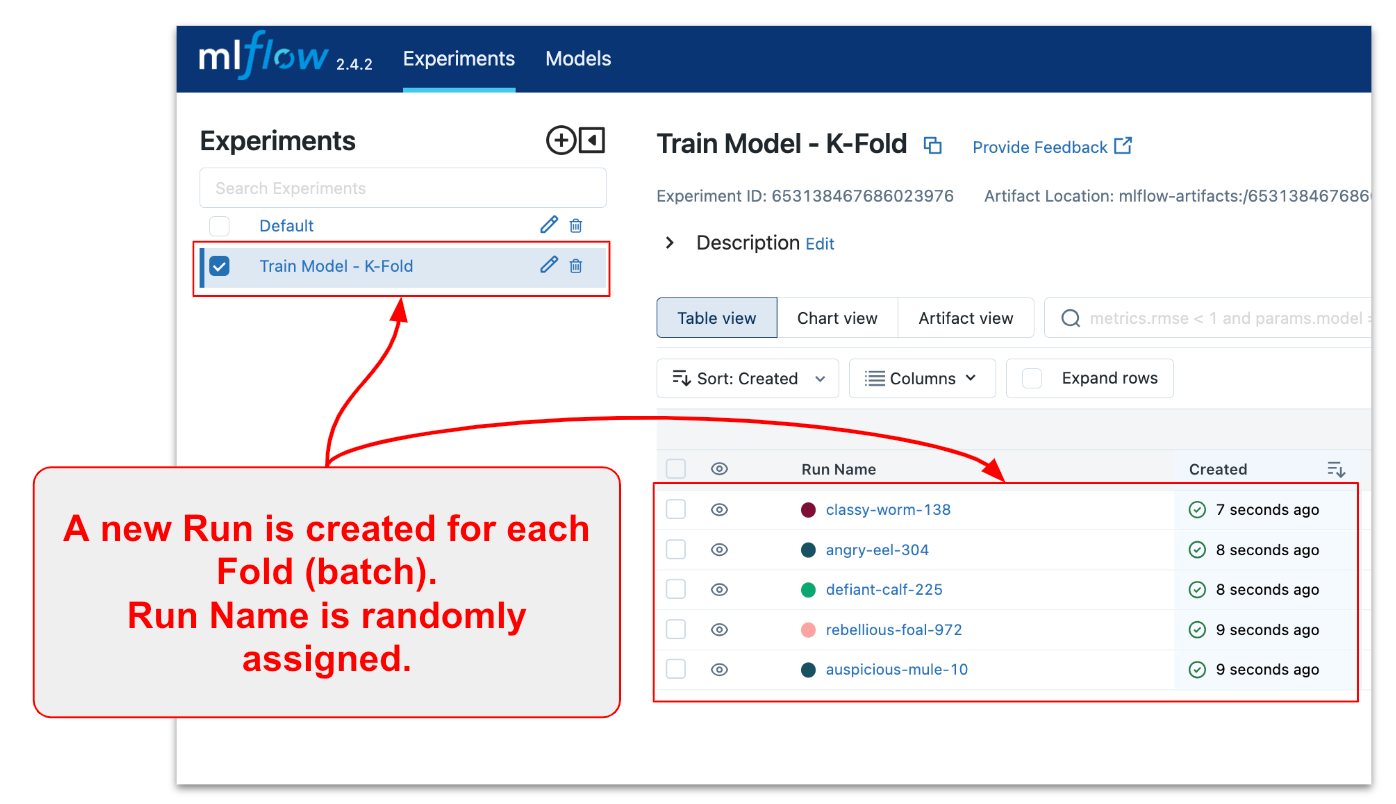 mlflow 2.4.2 Experiments Models
Experiments
Search Experiments
Default
Train Model - K-Fold
Train Model - K-Fold Provide Feedback
Experiment ID: 653138467686023976 Artifact Location: mlflow-artifacts:/6531384676860
Description Edit
Table view Chart view Artifact view metrics.rmse < 1 and params.model =
Sort: Created Columns Expand rows
Run Name Created
classy-worm-138 7 seconds ago
angry-eel-304 8 seconds ago
defiant-calf-225 8 seconds ago
rebellious-foal-972 9 seconds ago
auspicious-mule-10 9 seconds ago
A new Run is created for each
Fold (batch).
Run Name is randomly
assigned.